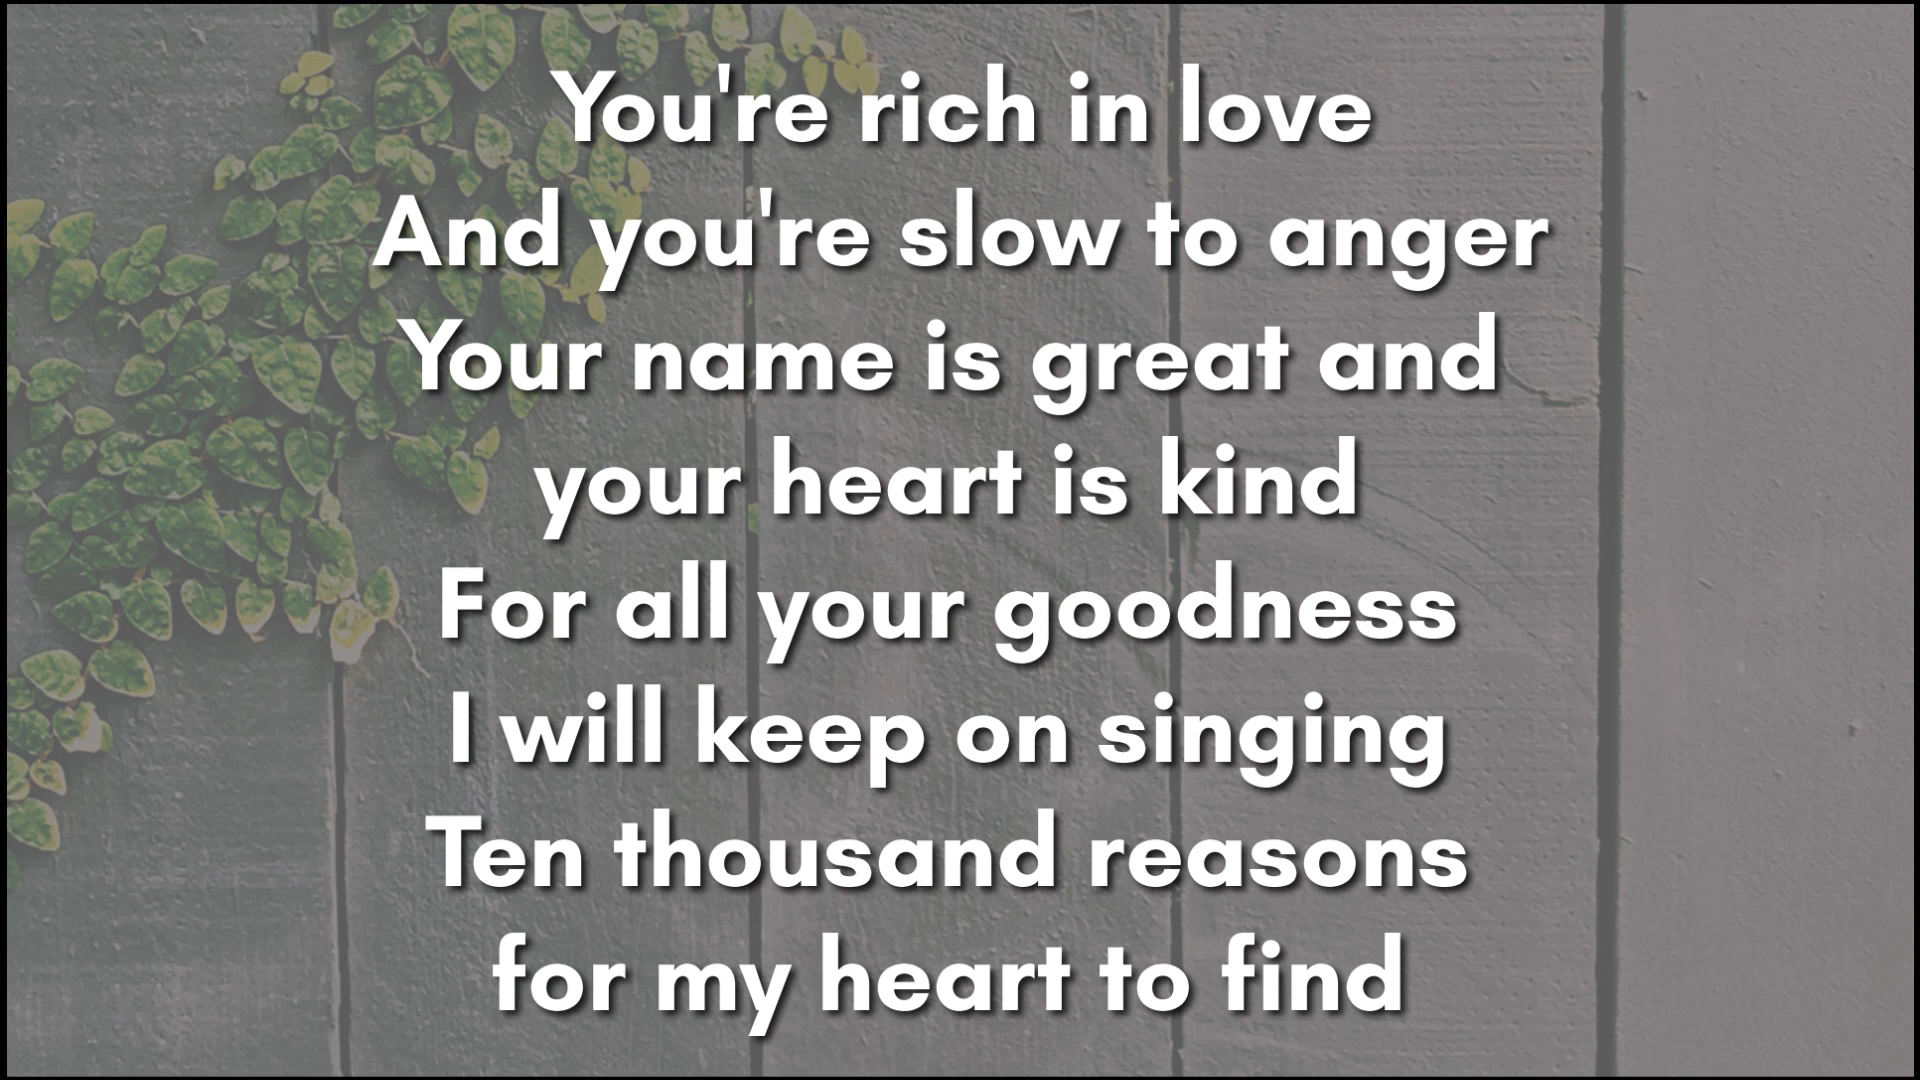 You're rich in love
And you're slow to anger
Your name is great and
your heart is kind
For all your goodness
I will keep on singing
Ten thousand reasons
for my heart to find